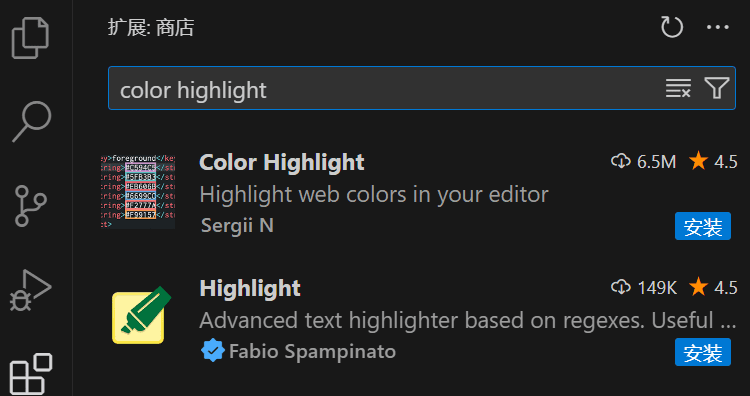 扩展: 商店
color highlight
Color Highlight 6.5M 4.5
Highlight web colors in your editor
Sergii N 安装
Highlight 149K 4.5
Advanced text highlighter based on regexes. Useful ...
Fabio Spampinato 安装